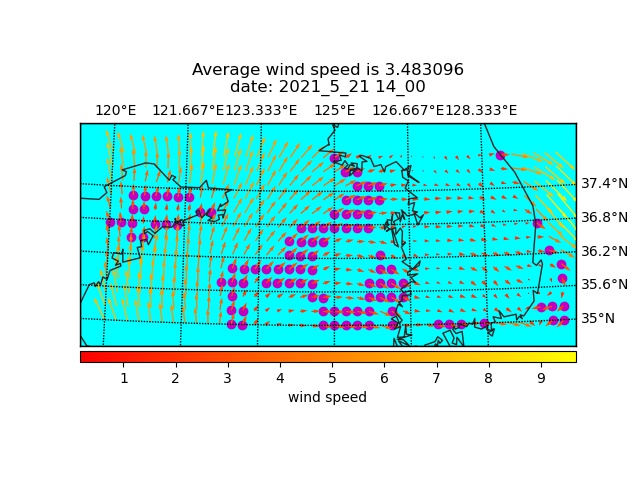 Average wind speed is 3.483096
date: 2021_5_21 14_00
120°E 121.667°E 123.333°E 125°E 126.667°E 128.333°E
37.4°N
36.8°N
36.2°N
35.6°N
35°N
1 2 3 4 5 6 7 8 9
wind speed